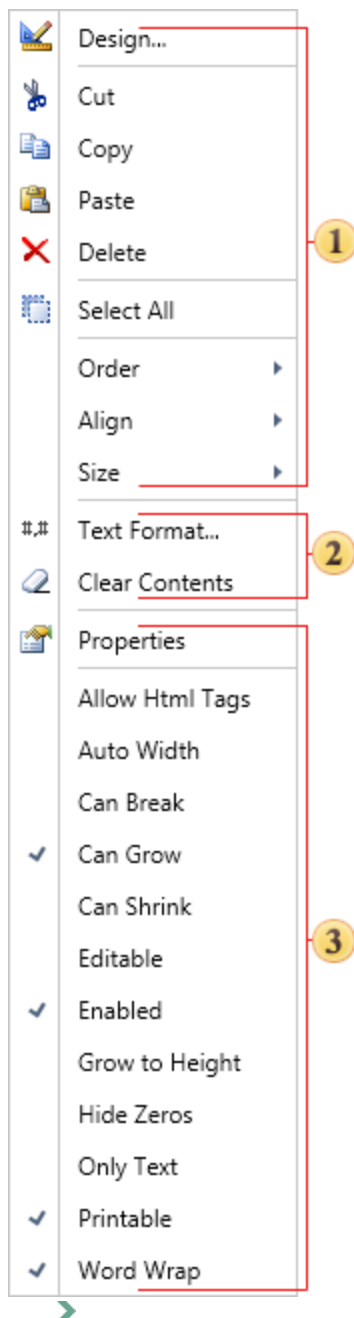 Design...
Cut
Copy
Paste
Delete
1
Select All
Order
Align
Size
#,# Text Format...
2
Clear Contents
Properties
Allow Html Tags
Auto Width
Can Break
Can Grow
Can Shrink
3
Editable
Enabled
Grow to Height
Hide Zeros
Only Text
Printable
Word Wrap